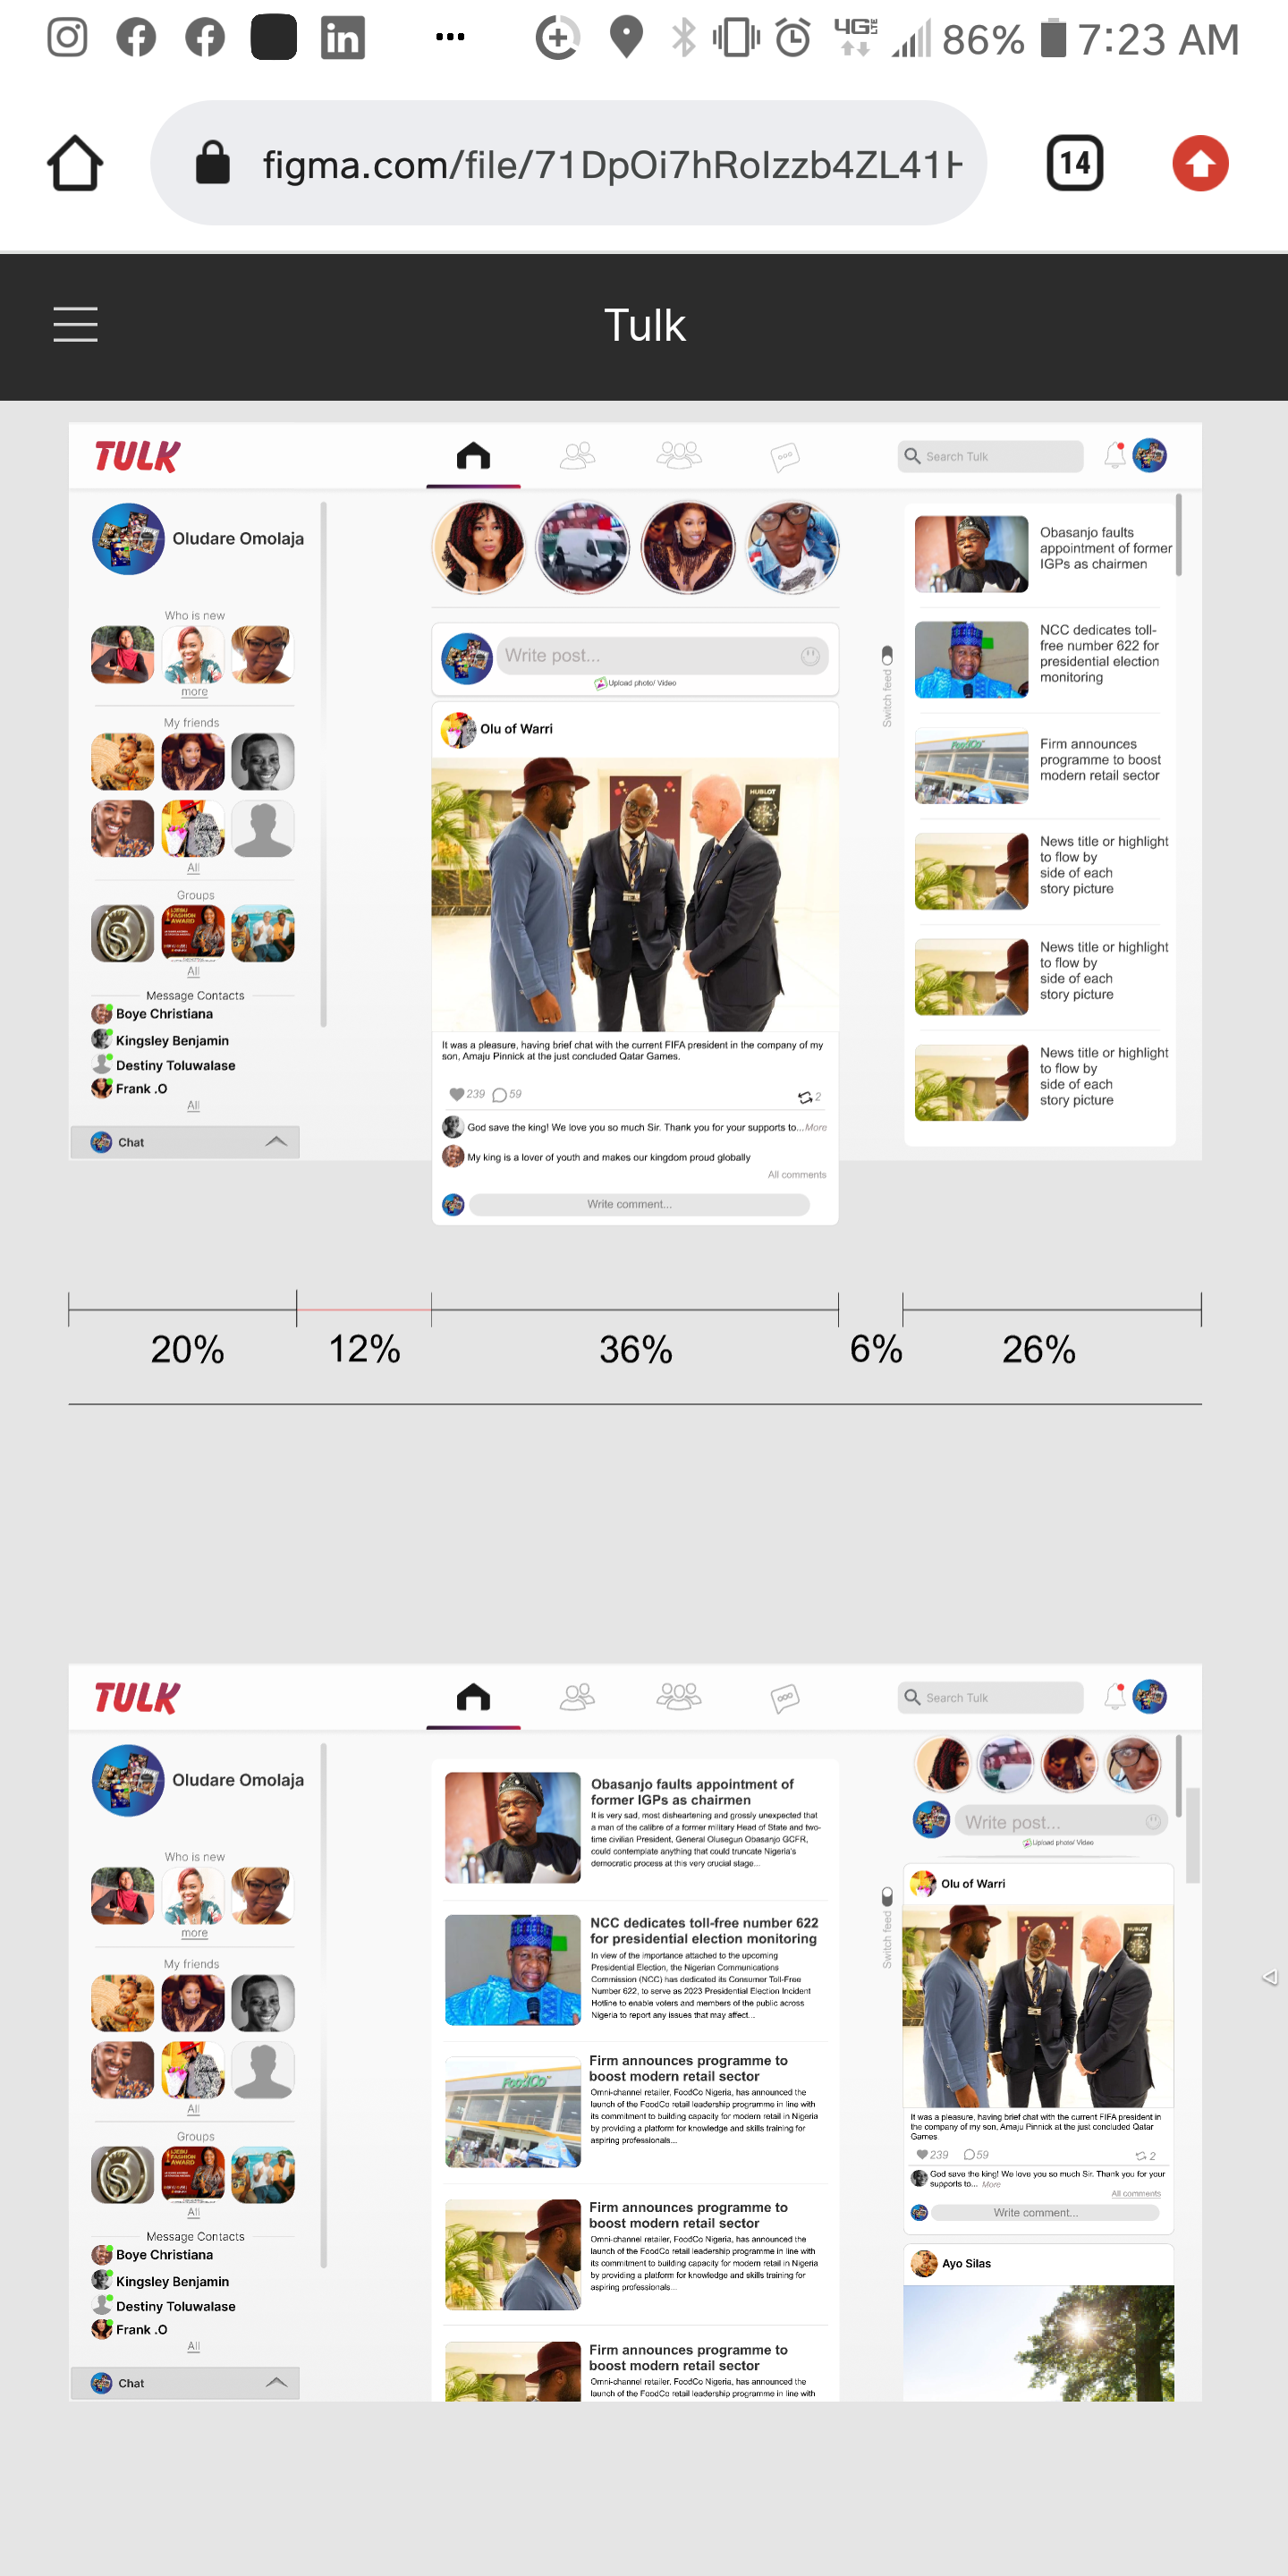 86% 7:23 AM
figma.com/file/71DpOi7hRolzzb4ZL41H
14
Tulk
TULK
Search Tulk
Oludare Omolaja
Who is new
more
My friends
All
Groups
IJEBU
FASHION
AWARD
All
Message Contacts
Boye Christiana
Kingsley Benjamin
Destiny Toluwalase
Frank .O
All
Chat
Write post...
Upload photo/ Video
Olu of Warri
HUBLOT
It was a pleasure, having brief chat with the current FIFA president in the company of my
son, Amaju Pinnick at the just concluded Qatar Games.
239 59 2
God save the king! We love you so much Sir. Thank you for your supports to...More
My king is a lover of youth and makes our kingdom proud globally
All comments
Write comment...
Switch feed
Obasanjo faults
appointment of former
IGPs as chairmen
NCC dedicates toll-
free number 622 for
presidential election
monitoring
FoodCo
Firm announces
programme to boost
modern retail sector
News title or highlight
to flow by
side of each
story picture
News title or highlight
to flow by
side of each
story picture
News title or highlight
to flow by
side of each
story picture
20% 12% 36% 6% 26%
TULK
Search Tulk
Oludare Omolaja
Who is new
more
My friends
All
Groups
IJEBU
FASHION
AWARD
All
Message Contacts
Boye Christiana
Kingsley Benjamin
Destiny Toluwalase
Frank .O
All
Chat
Obasanjo faults appointment of
former IGPs as chairmen
It is very sad, most disheartening and grossly unexpected that
a man of the calibre of a former military Head of State and two-
time civilian President, General Olusegun Obasanjo GCFR,
could contemplate anything that could truncate Nigeria's
democratic process at this very crucial stage...
NCC dedicates toll-free number 622
for presidential election monitoring
In view of the importance attached to the upcoming
Presidential Election, the Nigerian Communications
Commission (NCC) has dedicated its Consumer Toll-Free
Number 622, to serve as 2023 Presidential Election Incident
Hotline to enable voters and members of the public across
Nigeria to report any issues that may affect...
FoodCo
Firm announces programme to
boost modern retail sector
Omni-channel retailer, FoodCo Nigeria, has announced the
launch of the FoodCo retail leadership programme in line with
its commitment to building capacity for modern retail in Nigeria
by providing a platform for knowledge and skills training for
aspiring professionals...
Firm announces programme to
boost modern retail sector
Omni-channel retailer, FoodCo Nigeria, has announced the
launch of the FoodCo retail leadership programme in line with
its commitment to building capacity for modern retail in Nigeria
by providing a platform for knowledge and skills training for
aspiring professionals...
Firm announces programme to
boost modern retail sector
Omni-channel retailer, FoodCo Nigeria, has announced the
launch of the FoodCo retail leadership programme in line with
Switch feed
Write post...
Upload photo/ Video
Olu of Warri
HUBLOT
It was a pleasure, having brief chat with the current FIFA president in
the company of my son, Amaju Pinnick at the just concluded Qatar
Games.
239 59 2
God save the king! We love you so much Sir. Thank you for your
supports to... More
All comments
Write comment...
Ayo Silas